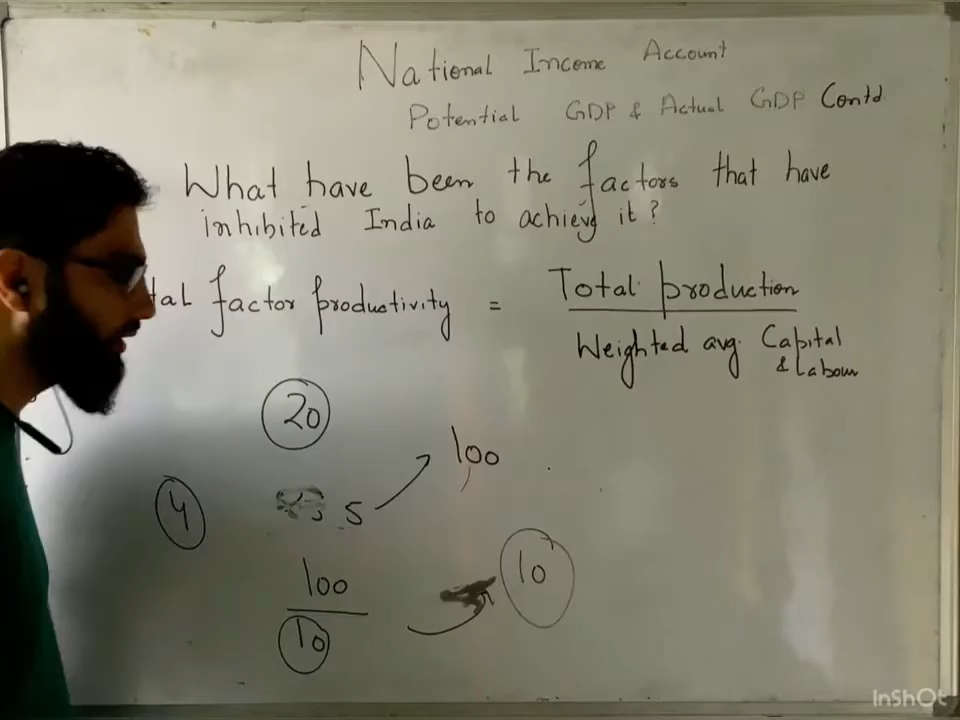 National Income Account
Potential GDP & Actual GDP Contd
What have been the factors that have
inhibited India to achieve it?
tal factor productivity = Total production
Weighted avg. Capital
& Labour
20
100
4
5
100
10
10
InShOt